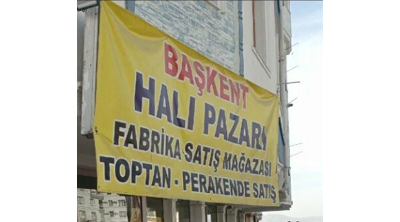 BAŞKENT
HALI PAZARI
FABRİKA SATIŞ MAĞAZASI
TOPTAN - PERAKENDE SATIŞ